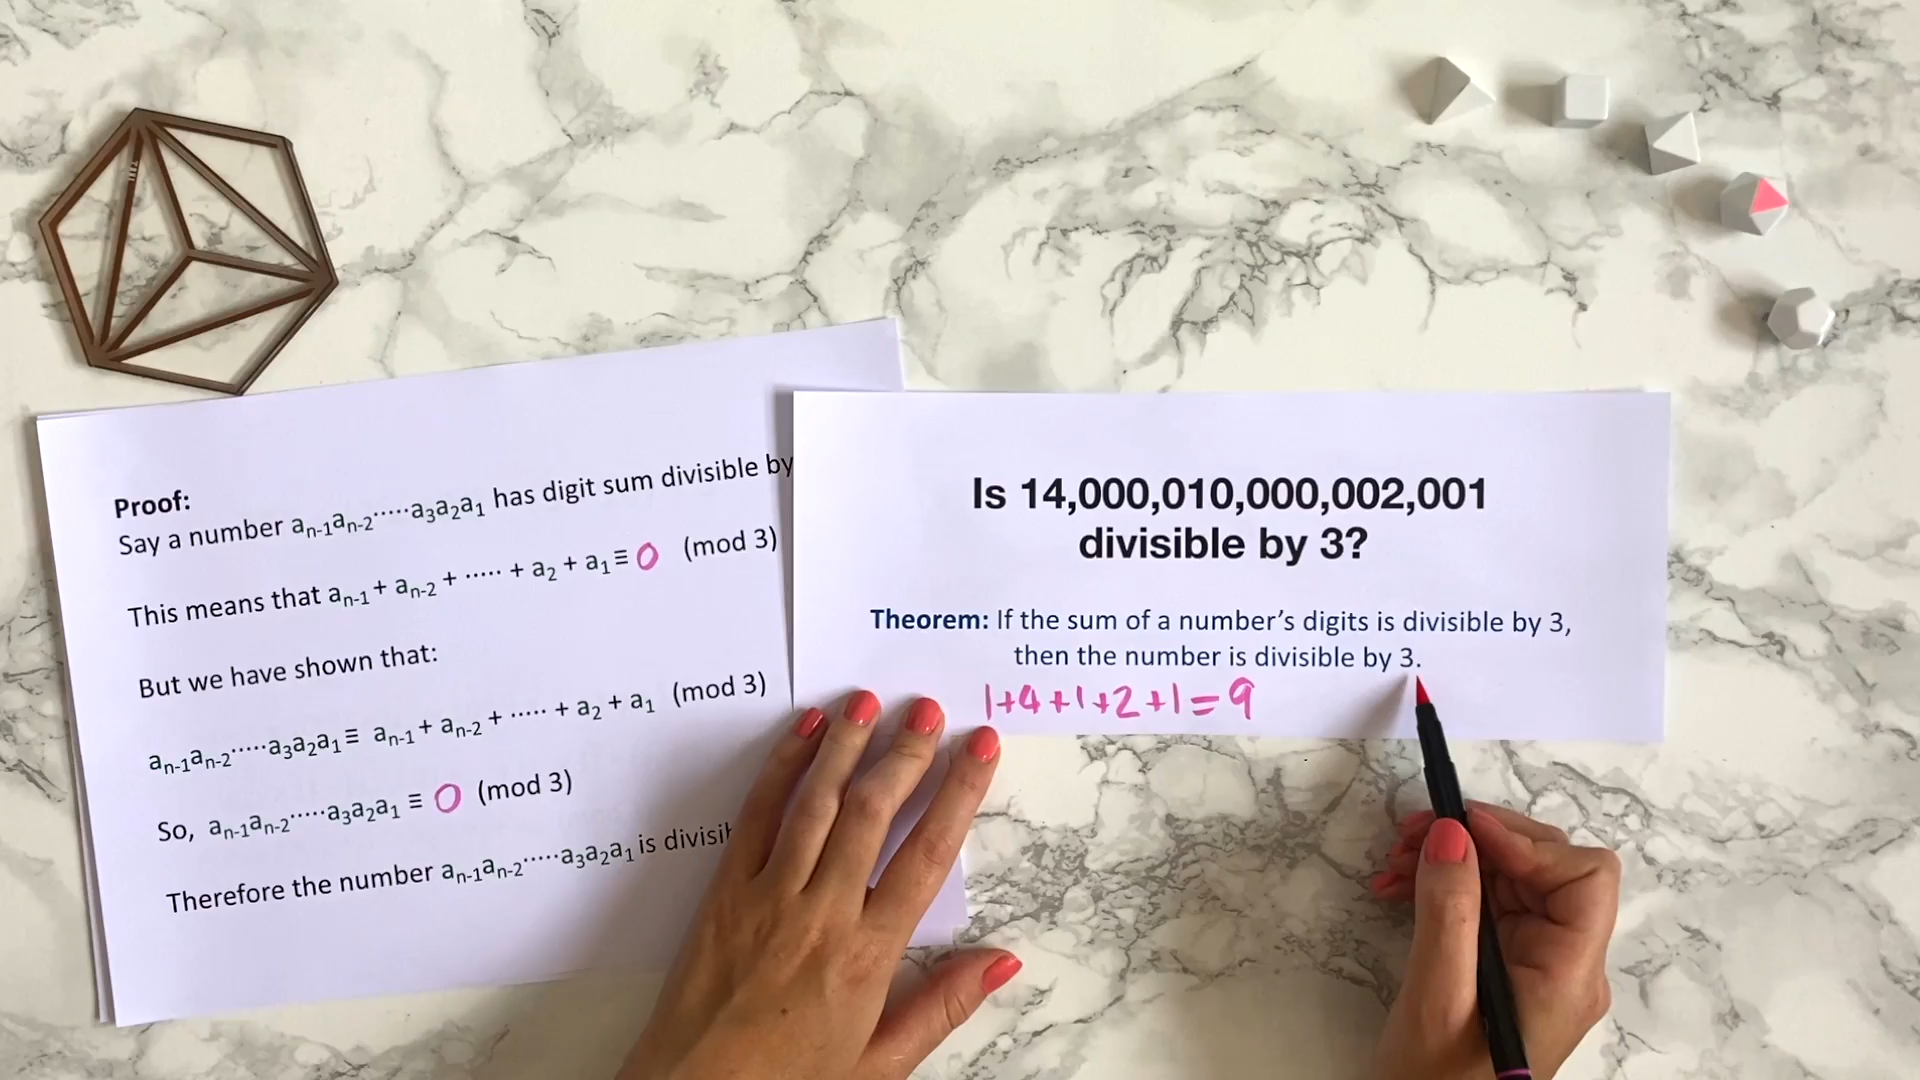 Proof:
Say a number aₙ₋₁aₙ₋₂·····a₃a₂a₁ has digit sum divisible by
This means that aₙ₋₁ + aₙ₋₂ + ····· + a₂ + a₁ ≡ 0 (mod 3)
But we have shown that:
aₙ₋₁aₙ₋₂·····a₃a₂a₁ ≡ aₙ₋₁ + aₙ₋₂ + ····· + a₂ + a₁ (mod 3)
So, aₙ₋₁aₙ₋₂·····a₃a₂a₁ ≡ 0 (mod 3)
Therefore the number aₙ₋₁aₙ₋₂·····a₃a₂a₁ is
Is 14,000,010,000,002,001
divisible by 3?
Theorem: If the sum of a number’s digits is divisible by 3,
then the number is divisible by 3.
1+4+1+2+1=9